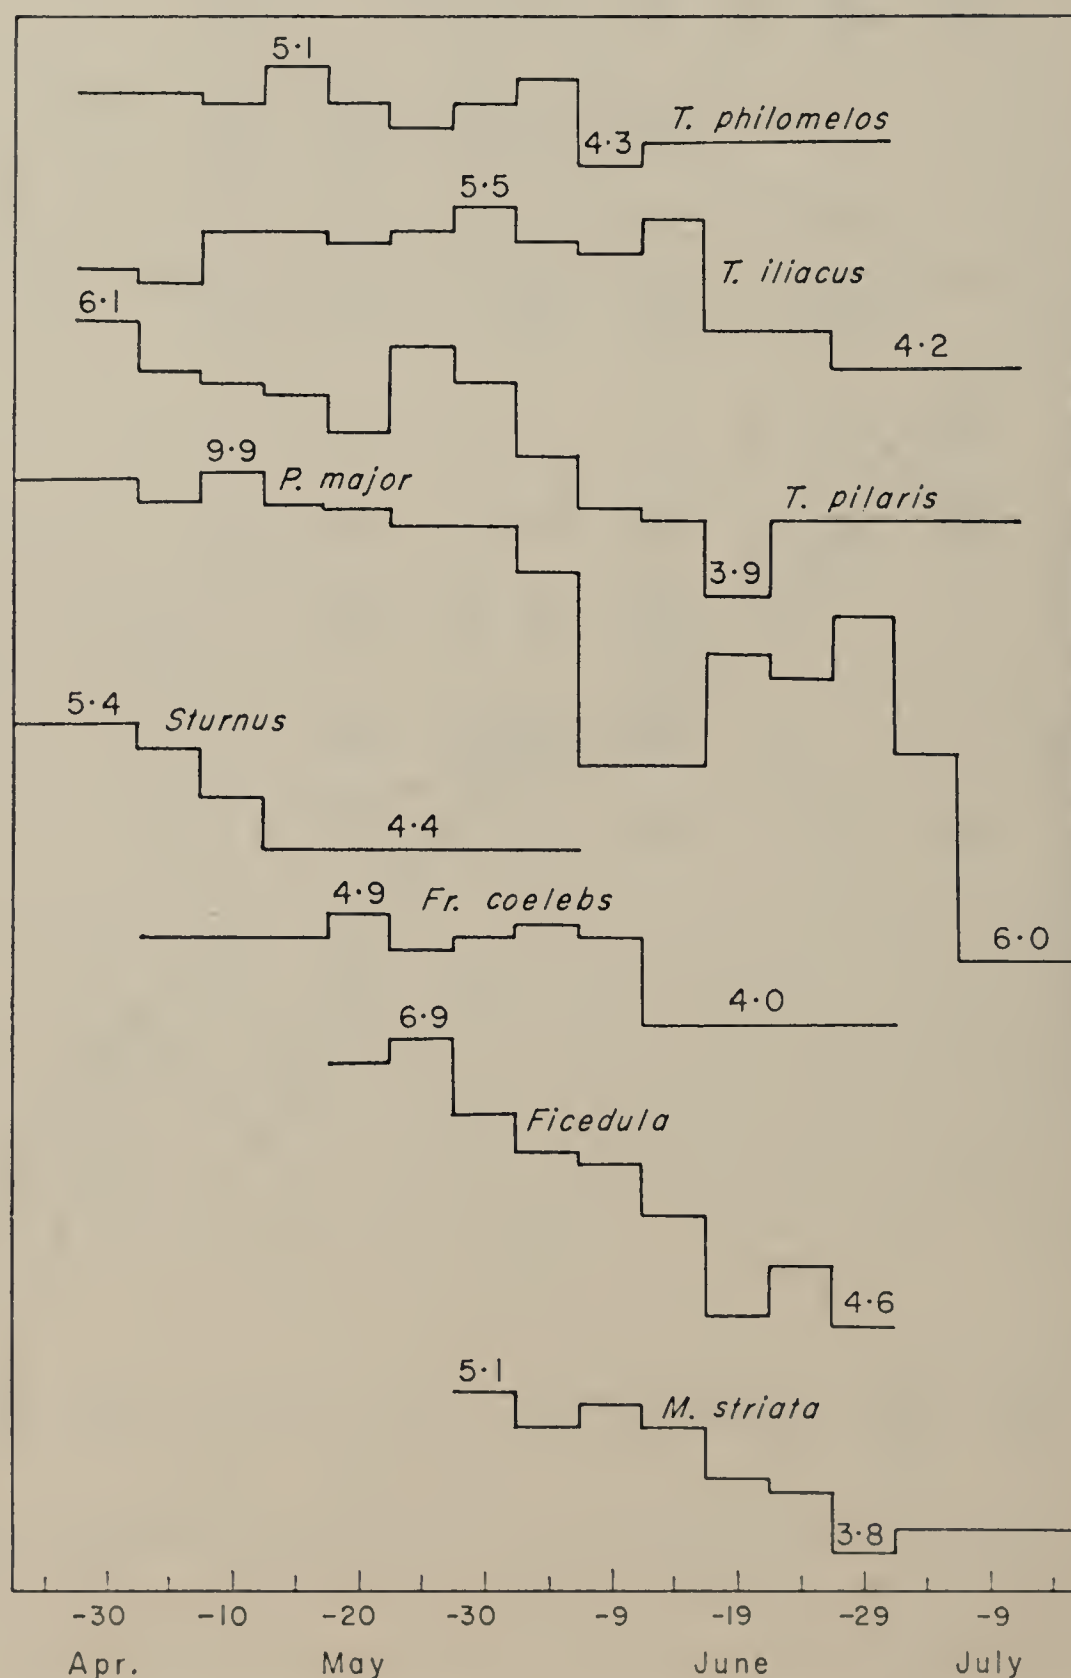 5·1
T. philomelos
4·3
5·5
T. iliacus
6·1
4·2
9·9
P. major
T. pilaris
3·9
5·4
Sturnus
4·4
4·9
Fr. coelebs
6·0
4·0
6·9
Ficedula
4·6
5·1
M. striata
3·8
-30 -10 -20 -30 -9 -19 -29 -9
Apr. May June July